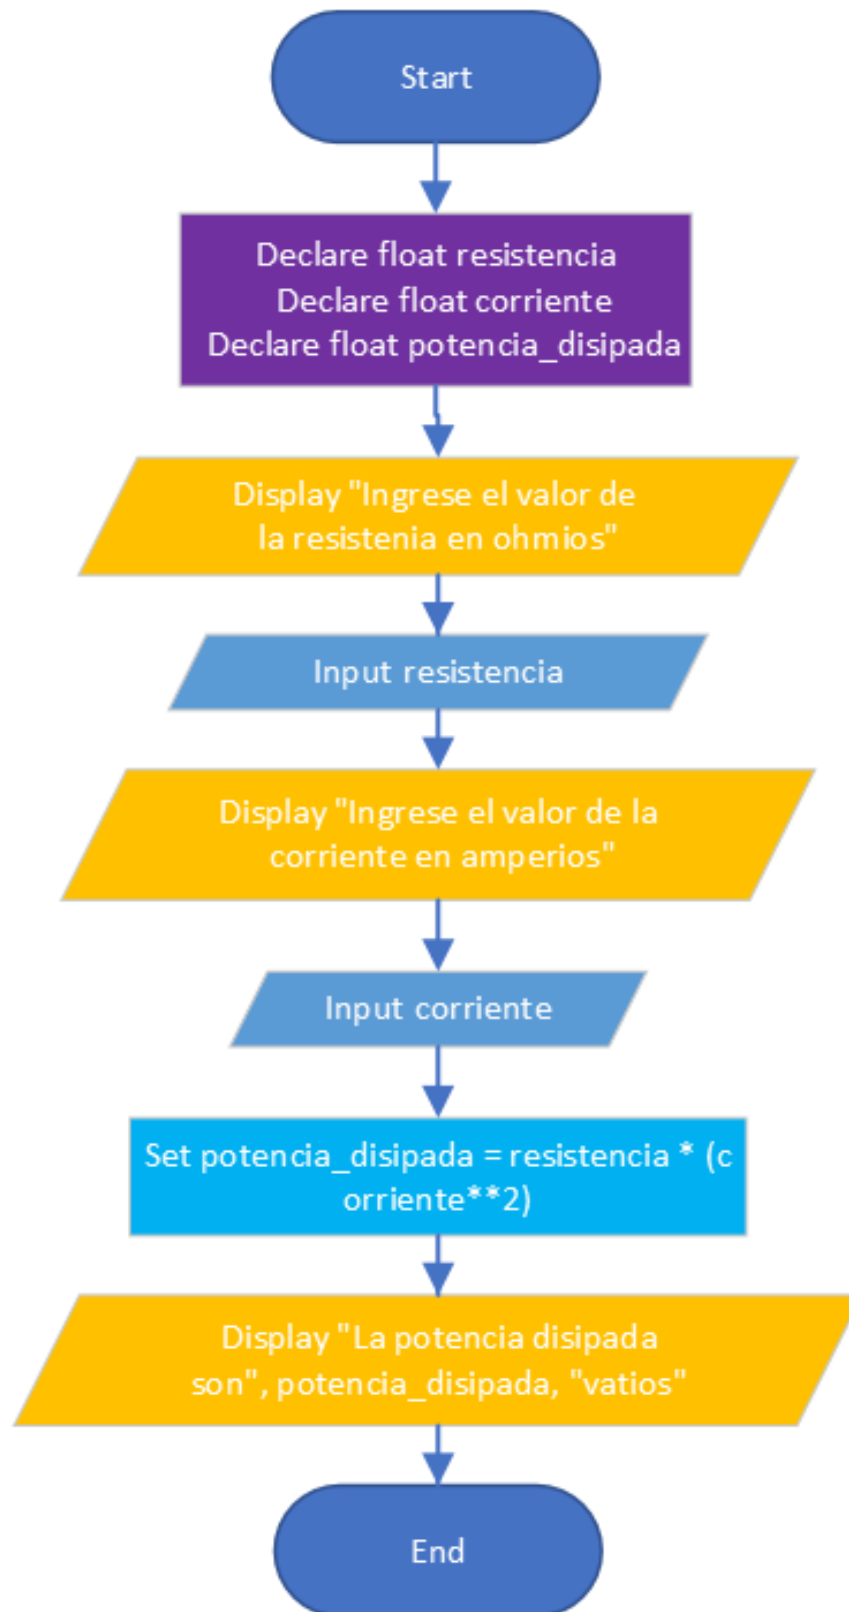 Start
Declare float resistencia
Declare float corriente
Declare float potencia_disipada
Display "Ingrese el valor de
la resistenia en ohmios"
Input resistencia
Display "Ingrese el valor de la
corriente en amperios"
Input corriente
Set potencia_disipada = resistencia * (c
orriente**2)
Display "La potencia disipada
son", potencia_disipada, "vatios"
End